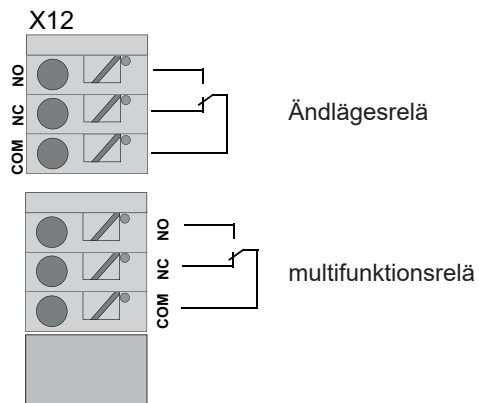 X12
NO
NC
COM
Ändlägesrelä
NO
NC
COM
multifunktionsrelä